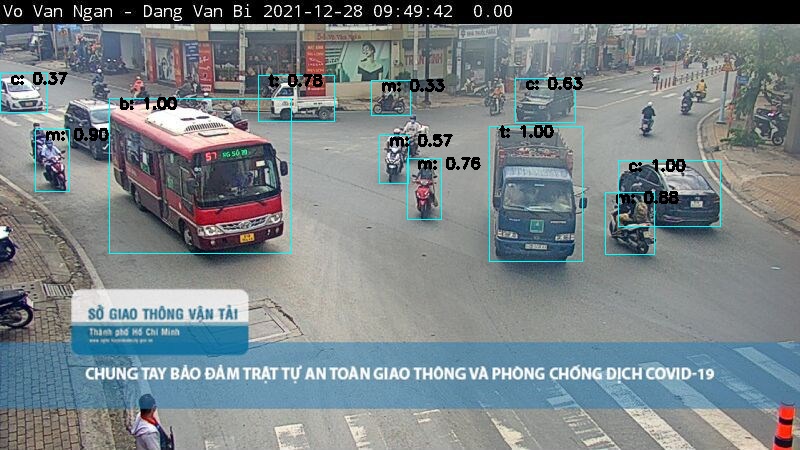 Vo Van Ngan - Dang Van Bi 2021-12-28 09:49:42 0.00
c: 0.37
t: 0.78
m: 0.33
c: 0.63
b: 1.00
m: 0.90
m: 0.57
t: 1.00
m: 0.76
c: 1.00
m: 0.88
57
SỞ GIAO THÔNG VẬN TẢI
Thành phố Hồ Chí Minh
CHUNG TAY BẢO ĐẢM TRẬT TỰ AN TOÀN GIAO THÔNG VÀ PHÒNG CHỐNG DỊCH COVID-19